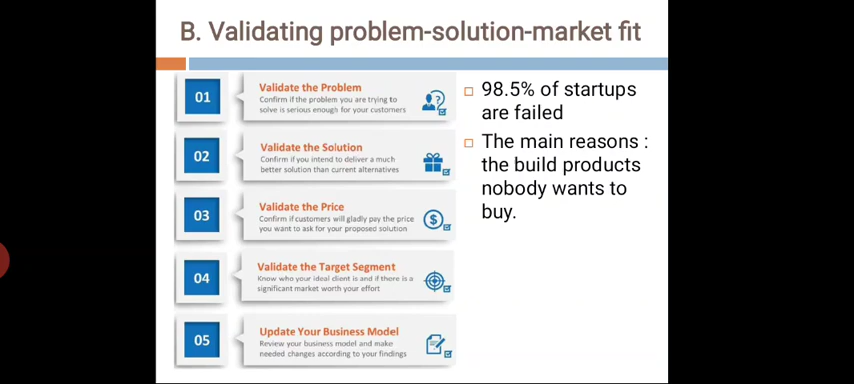 B. Validating problem-solution-market fit
01
Validate the Problem
Confirm if the problem you are trying to
solve is serious enough for your customers
02
Validate the Solution
Confirm if you intend to deliver a much
better solution than current alternatives
03
Validate the Price
Confirm if customers will gladly pay the price
you want to ask for your proposed solution
04
Validate the Target Segment
Know who your ideal client is and if there is a
significant market worth your effort
05
Update Your Business Model
Review your business model and make
needed changes according to your findings
98.5% of startups
are failed
The main reasons :
the build products
nobody wants to
buy.